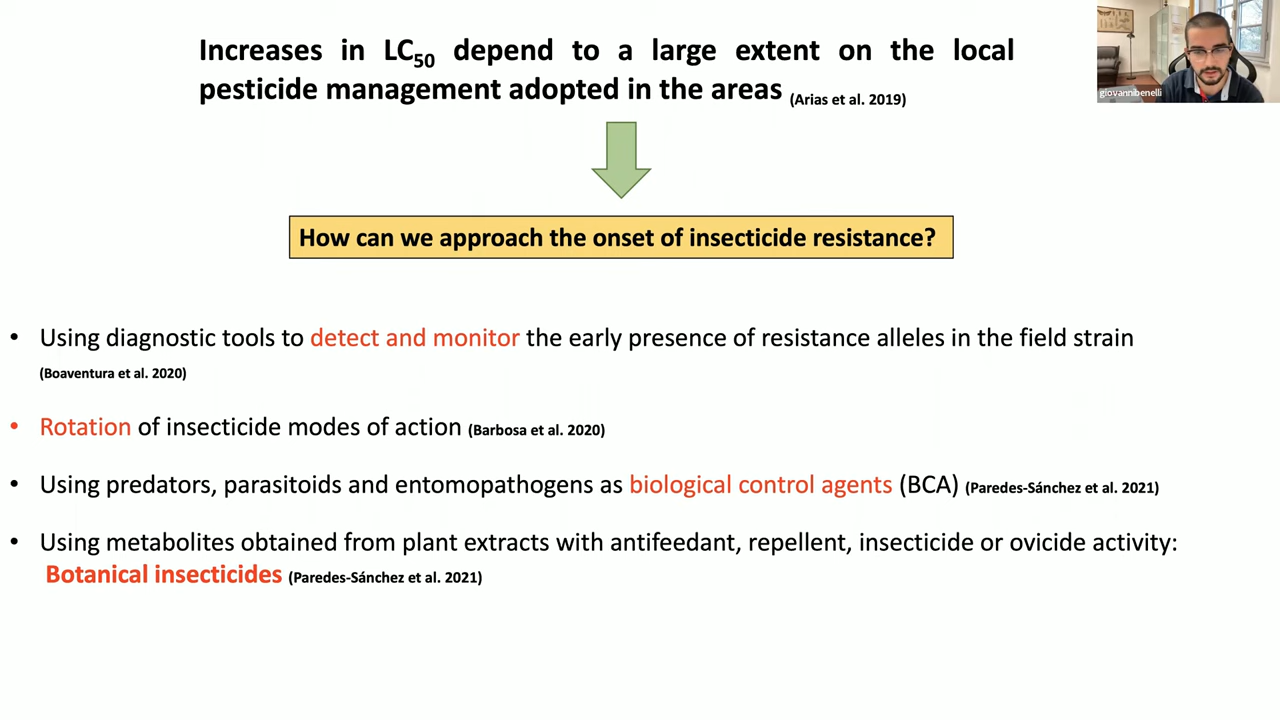 Increases in LC50 depend to a large extent on the local
pesticide management adopted in the areas (Arias et al. 2019)
giovannibenelli
How can we approach the onset of insecticide resistance?
• Using diagnostic tools to detect and monitor the early presence of resistance alleles in the field strain
(Boaventura et al. 2020)
• Rotation of insecticide modes of action (Barbosa et al. 2020)
• Using predators, parasitoids and entomopathogens as biological control agents (BCA) (Paredes-Sánchez et al. 2021)
• Using metabolites obtained from plant extracts with antifeedant, repellent, insecticide or ovicide activity:
Botanical insecticides (Paredes-Sánchez et al. 2021)